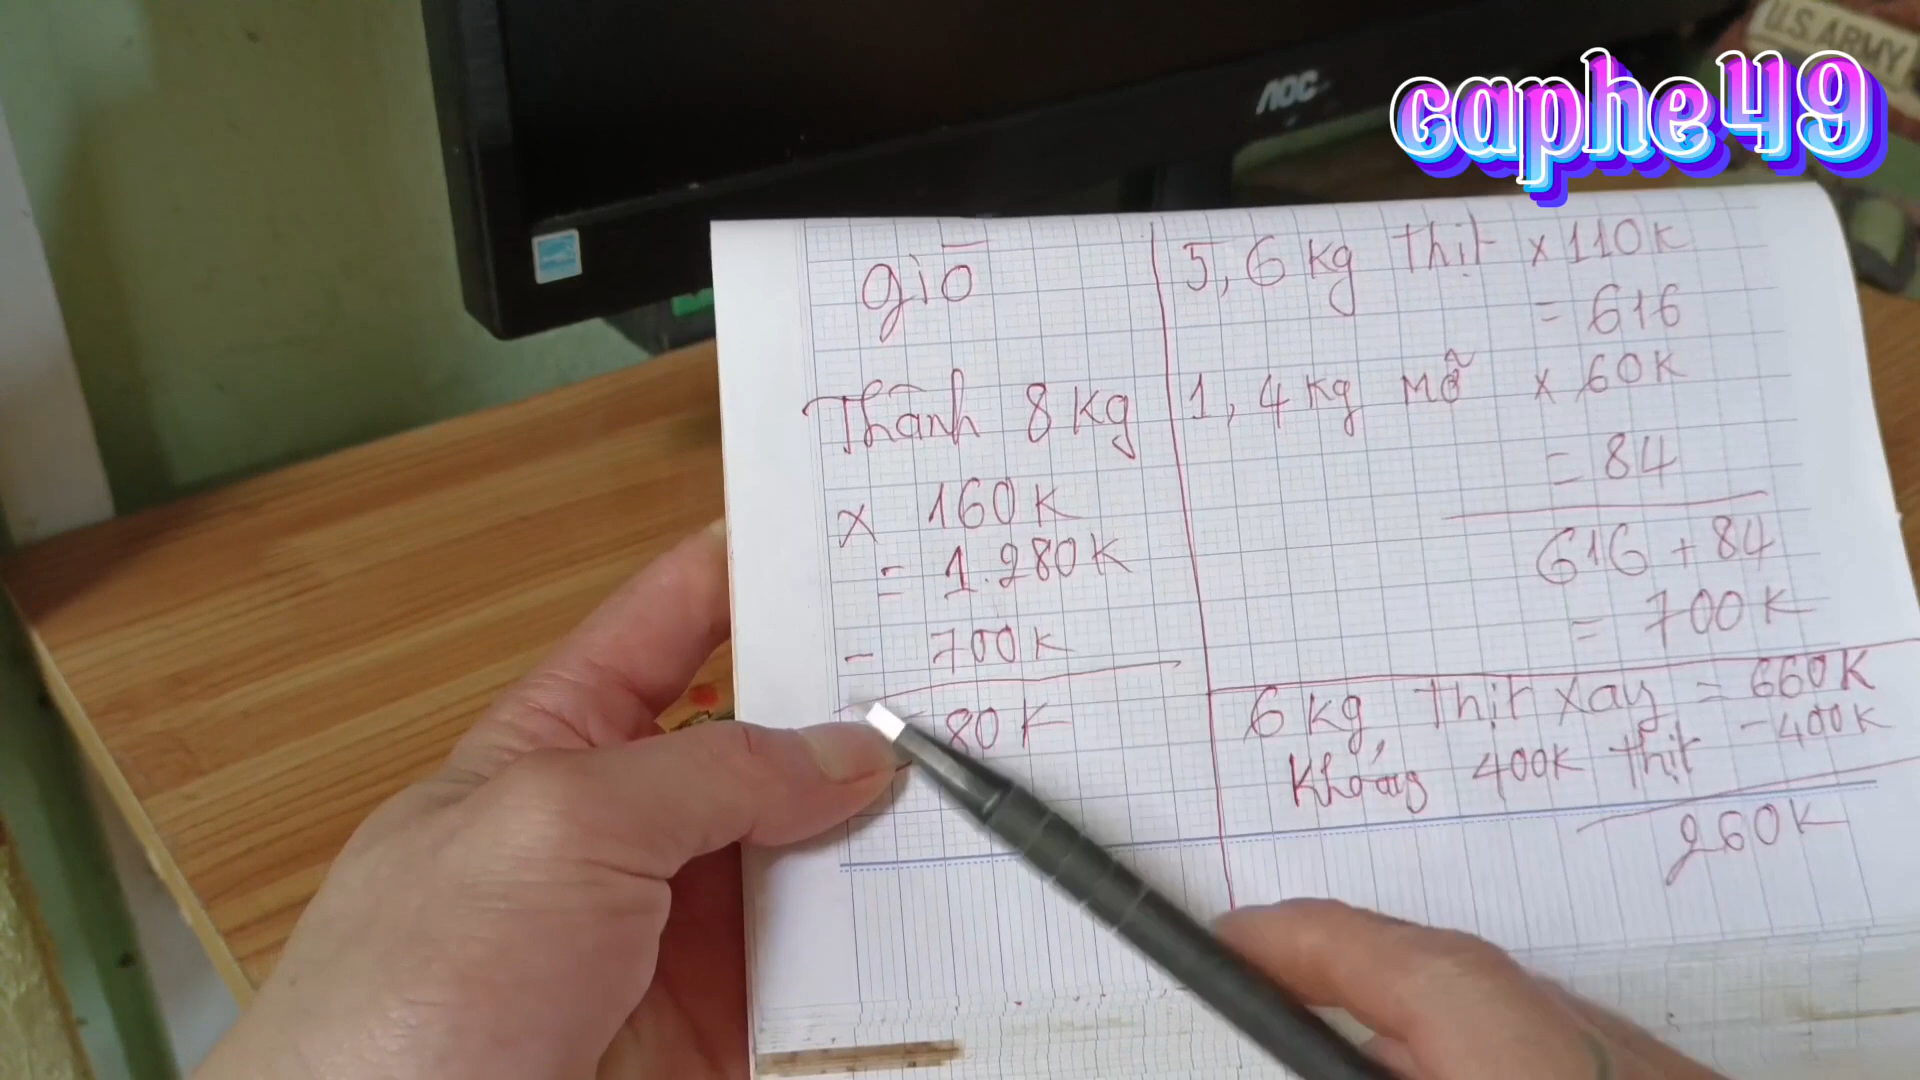 caphe49
U.S. ARMY
AOC
giò
Thành 8 kg
x 160K
= 1.280K
- 700K
80K
5,6 kg thịt x 110K
= 616
1,4 kg mỡ x 60K
= 84
616 + 84
= 700K
6 kg, thịt xay = 660K
Khoảng 400K thịt - 400K
260K